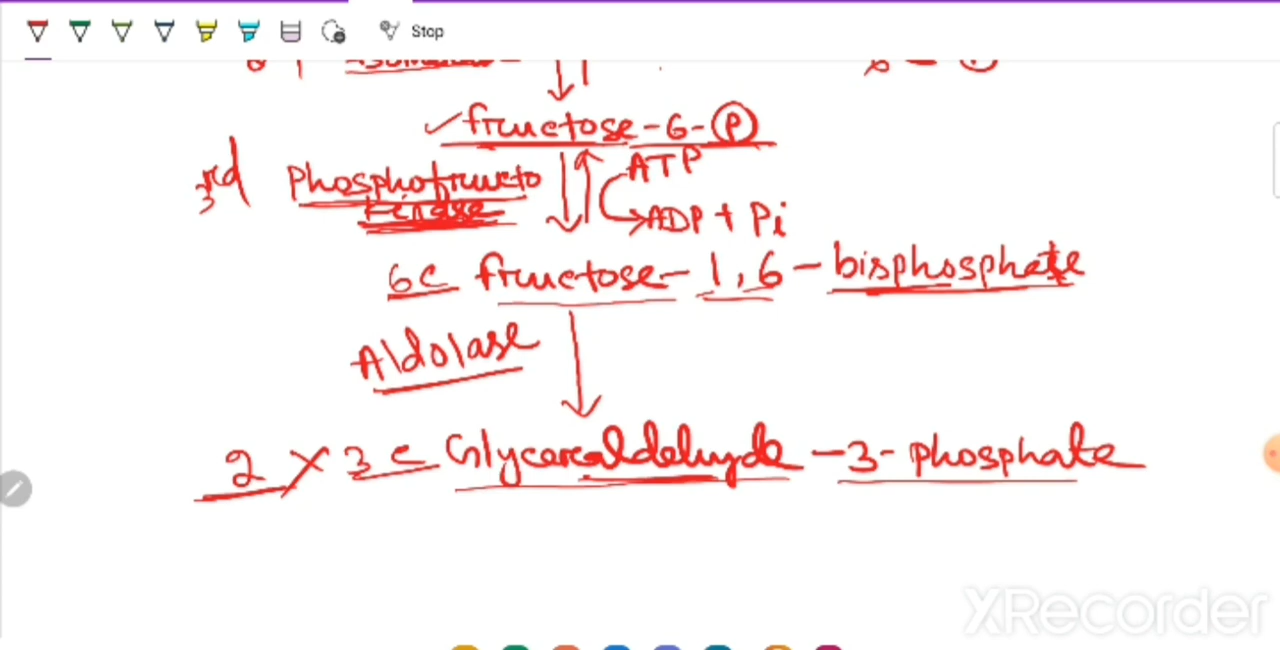 Stop
fructose-6-P
ATP
3rd Phosphofructo
kinase
ADP + Pi
6C fructose-1,6-bisphosphate
Aldolase
2 X 3C Glyceraldehyde-3-phosphate
XRecorder